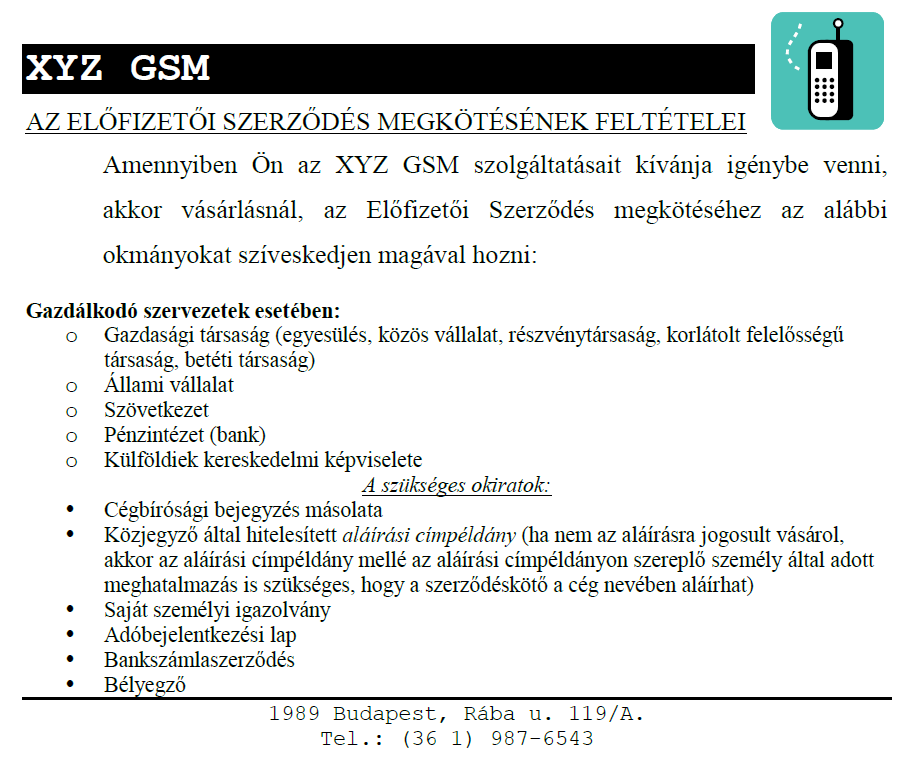 XYZ GSM
AZ ELŐFIZETŐI SZERZŐDÉS MEGKÖTÉSÉNEK FELTÉTELEI
Amennyiben Ön az XYZ GSM szolgáltatásait kívánja igénybe venni,
akkor vásárlásnál, az Előfizetői Szerződés megkötéséhez az alábbi
okmányokat szíveskedjen magával hozni:
Gazdálkodó szervezetek esetében:
o Gazdasági társaság (egyesülés, közös vállalat, részvénytársaság, korlátolt felelősségű
társaság, betéti társaság)
o Állami vállalat
o Szövetkezet
o Pénzintézet (bank)
o Külföldiek kereskedelmi képviselete
A szükséges okiratok:
• Cégbírósági bejegyzés másolata
• Közjegyző által hitelesített aláírási címpéldány (ha nem az aláírásra jogosult vásárol,
akkor az aláírási címpéldány mellé az aláírási címpéldányon szereplő személy által adott
meghatalmazás is szükséges, hogy a szerződéskötő a cég nevében aláírhat)
• Saját személyi igazolvány
• Adóbejelentkezési lap
• Bankszámlaszerződés
• Bélyegző
1989 Budapest, Rába u. 119/A.
Tel.: (36 1) 987-6543